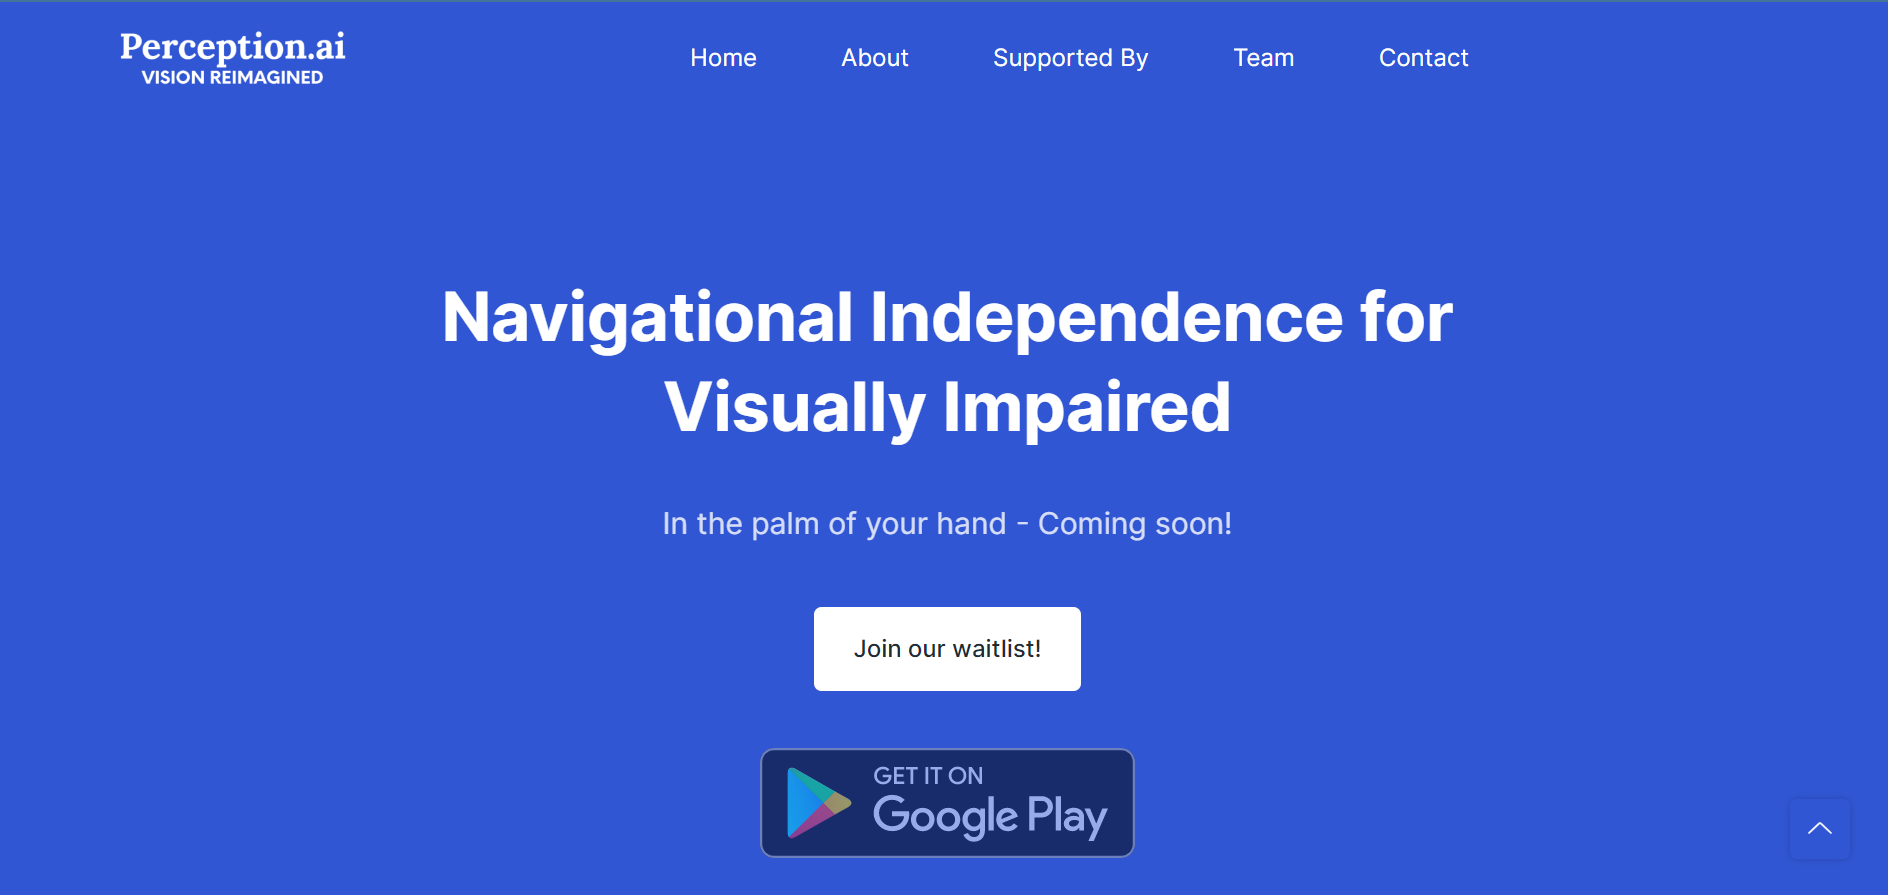 Perception.ai
VISION REIMAGINED
Home
About
Supported By
Team
Contact
Navigational Independence for
Visually Impaired
In the palm of your hand - Coming soon!
Join our waitlist!
GET IT ON
Google Play